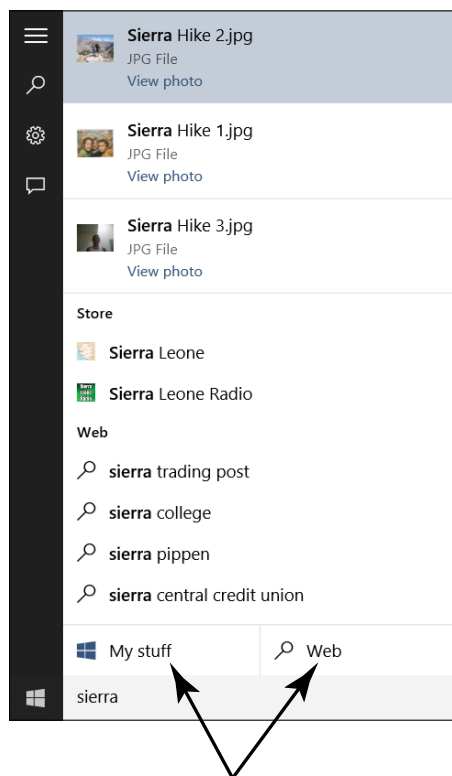 Sierra Hike 2.jpg
JPG File
View photo
Sierra Hike 1.jpg
JPG File
View photo
Sierra Hike 3.jpg
JPG File
View photo
Store
Sierra Leone
Sierra Leone Radio
Web
sierra trading post
sierra college
sierra pippen
sierra central credit union
My stuff
Web
sierra